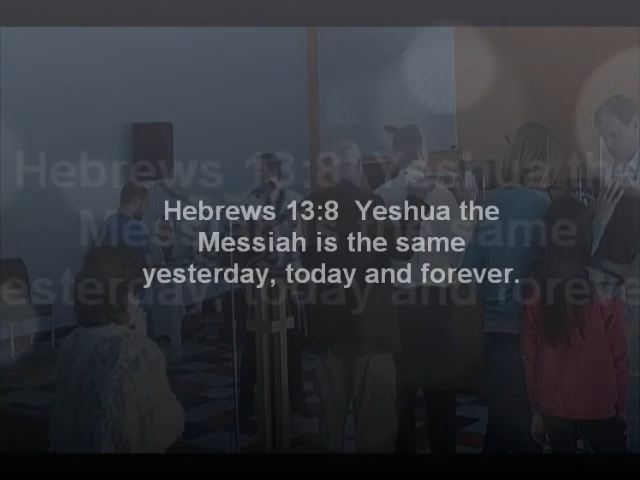 Hebrews 13:8 Yeshua the
Messiah is the same
yesterday, today and forever.